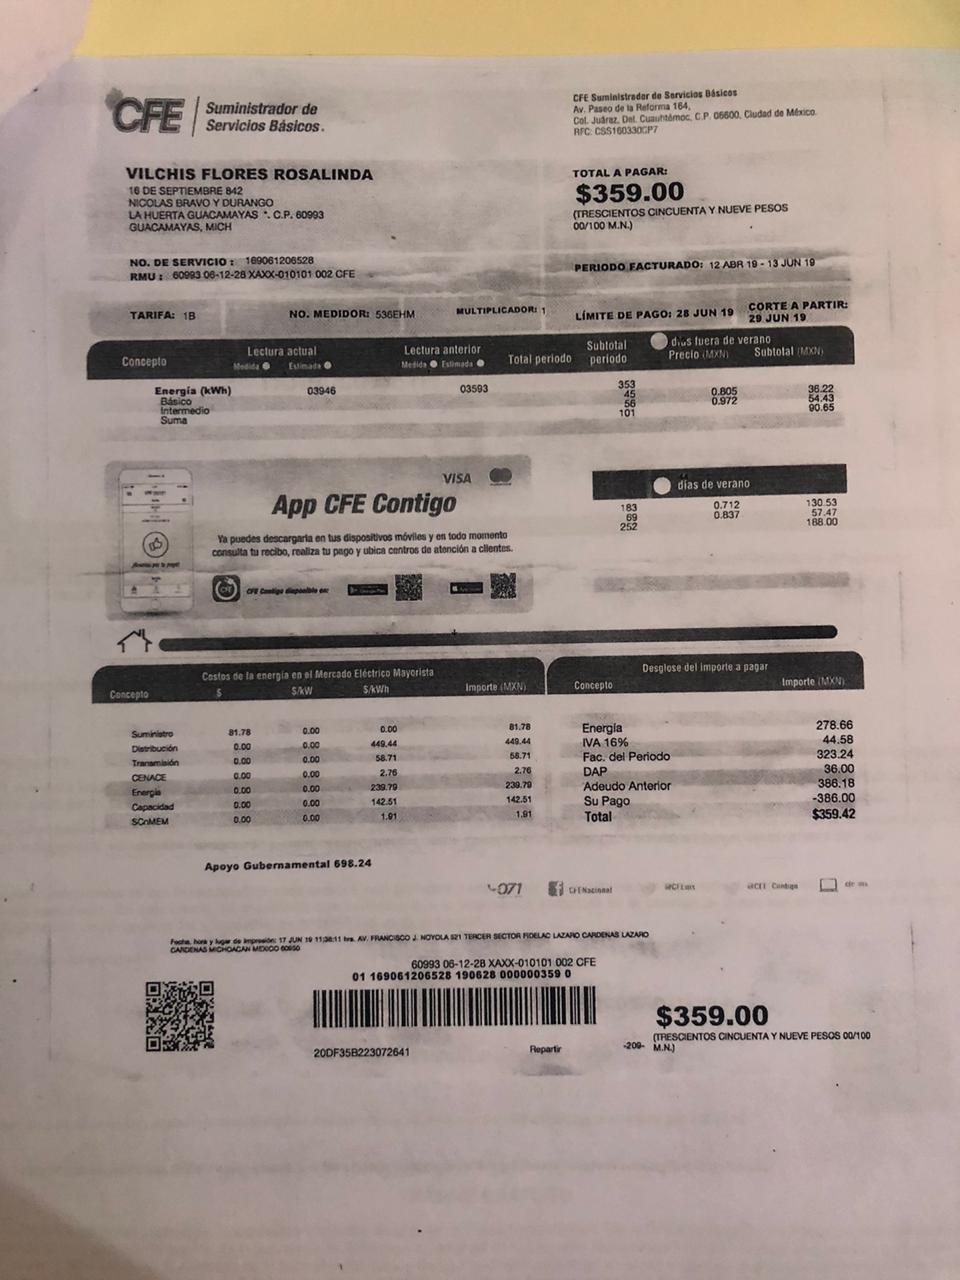 CFE Suministrador de
Servicios Básicos.
CFE Suministrador de Servicios Básicos
Av. Paseo de la Reforma 164,
Col. Juárez, Del. Cuauhtémoc, C.P. 06600, Ciudad de México.
RFC: CSS160330CP7
VILCHIS FLORES ROSALINDA
16 DE SEPTIEMBRE 842
NICOLAS BRAVO Y DURANGO
LA HUERTA GUACAMAYAS *. C.P. 60993
GUACAMAYAS, MICH
TOTAL A PAGAR:
$359.00
(TRESCIENTOS CINCUENTA Y NUEVE PESOS
00/100 M.N.)
NO. DE SERVICIO : 169061206528
RMU : 60993 06-12-28 XAXX-010101 002 CFE
PERIODO FACTURADO: 12 ABR 19 - 13 JUN 19
TARIFA: 1B NO. MEDIDOR: 536EHM MULTIPLICADOR: 1 LÍMITE DE PAGO: 28 JUN 19 CORTE A PARTIR:
29 JUN 19
Concepto Lectura actual Lectura anterior Total periodo Subtotal periodo días fuera de verano
Medida Estimada Medida Estimada Precio (MXN) Subtotal (MXN)
Energía (kWh) 03946 03593 353
Básico 45 0.805 36.22
Intermedio 56 0.972 54.43
Suma 101 90.65
VISA
App CFE Contigo
Ya puedes descargarla en tus dispositivos móviles y en todo momento
consulta tu recibo, realiza tu pago y ubica centros de atención a clientes.
CFE Contigo disponible en:
días de verano
183 0.712 130.53
69 0.837 57.47
252 188.00
Costos de la energía en el Mercado Eléctrico Mayorista
Concepto $ $/kW $/kWh Importe (MXN)
Suministro 81.78 0.00 0.00 81.78
Distribución 0.00 0.00 449.44 449.44
Transmisión 0.00 0.00 58.71 58.71
CENACE 0.00 0.00 2.76 2.76
Energía 0.00 0.00 239.79 239.79
Capacidad 0.00 0.00 142.51 142.51
SCnMEM 0.00 0.00 1.91 1.91
Desglose del importe a pagar
Concepto Importe (MXN)
Energía 278.66
IVA 16% 44.58
Fac. del Periodo 323.24
DAP 36.00
Adeudo Anterior 386.18
Su Pago -386.00
Total $359.42
Apoyo Gubernamental 698.24
071 CFENacional
Fecha, hora y lugar de impresión: 17 JUN 19 11:38:11 hrs. AV. FRANCISCO J. NOYOLA 521 TERCER SECTOR FIDELAC LAZARO CARDENAS LAZARO
CARDENAS MICHOACAN MEXICO 60950
60993 06-12-28 XAXX-010101 002 CFE
01 169061206528 190628 000000359 0
20DF35B223072641 Repartir -209-
$359.00
(TRESCIENTOS CINCUENTA Y NUEVE PESOS 00/100
M.N.)